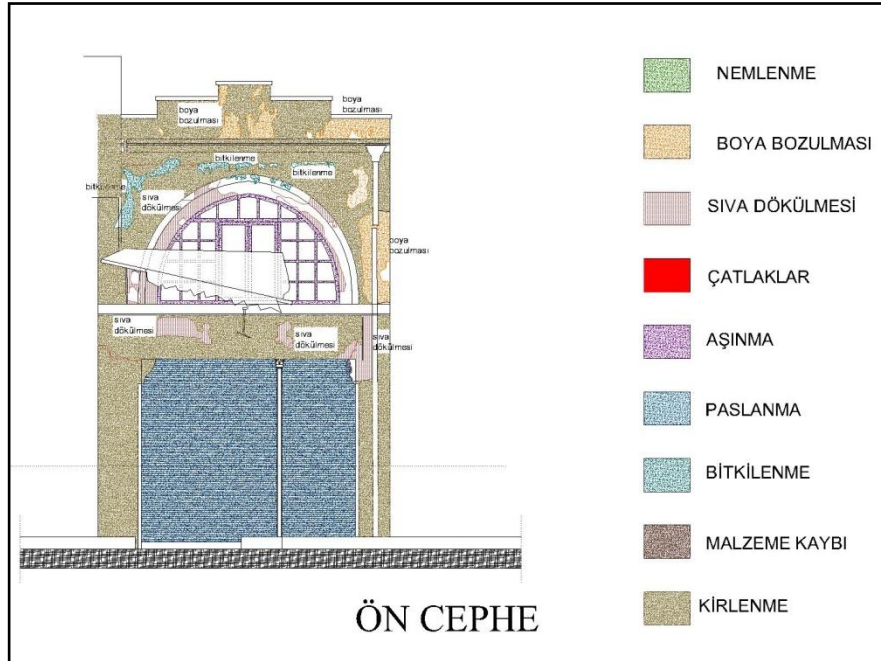 boya
bozulması
boya
bozulması
bitkilenme
bitkilenme
bitkilenme
sıva
dökülmesi
boya
bozulması
sıva
dökülmesi
sıva
dökülmesi
sıva
dökülmesi
ÖN CEPHE
NEMLENME
BOYA BOZULMASI
SIVA DÖKÜLMESİ
ÇATLAKLAR
AŞINMA
PASLANMA
BİTKİLENME
MALZEME KAYBI
KİRLENME